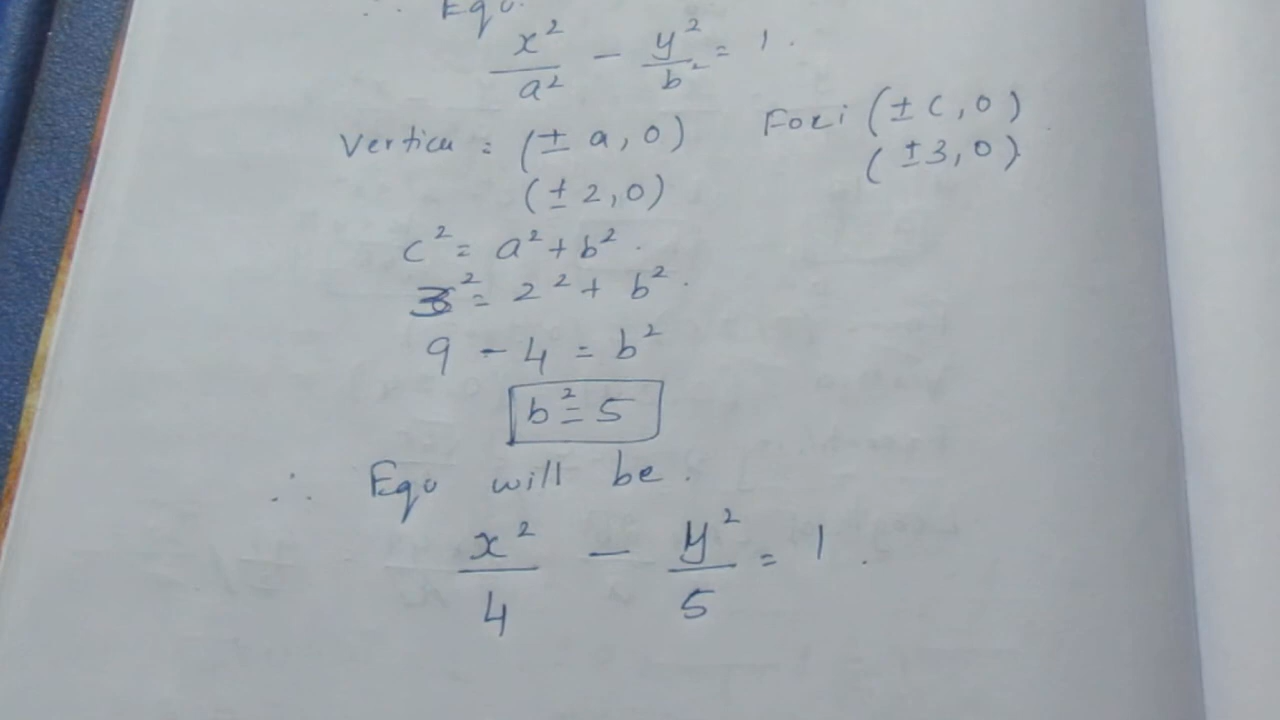 ∴ Equ.
x²/a² - y²/b² = 1.
Vertices = (± a, 0) Foci (± c, 0)
(± 2, 0) (± 3, 0).
c² = a² + b².
3² = 2² + b².
9 - 4 = b²
b² = 5
∴ Equ will be.
x²/4 - y²/5 = 1.